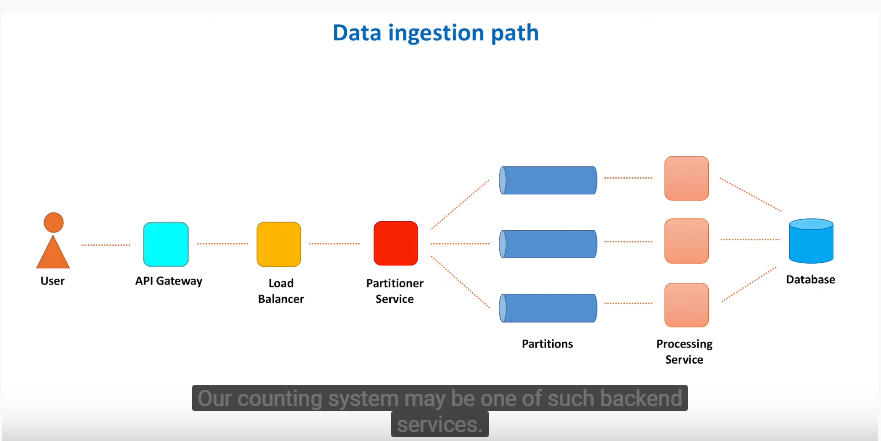 Data ingestion path
User
API Gateway
Load
Balancer
Partitioner
Service
Partitions
Processing
Service
Database
Our counting system may be one of such backend
services.